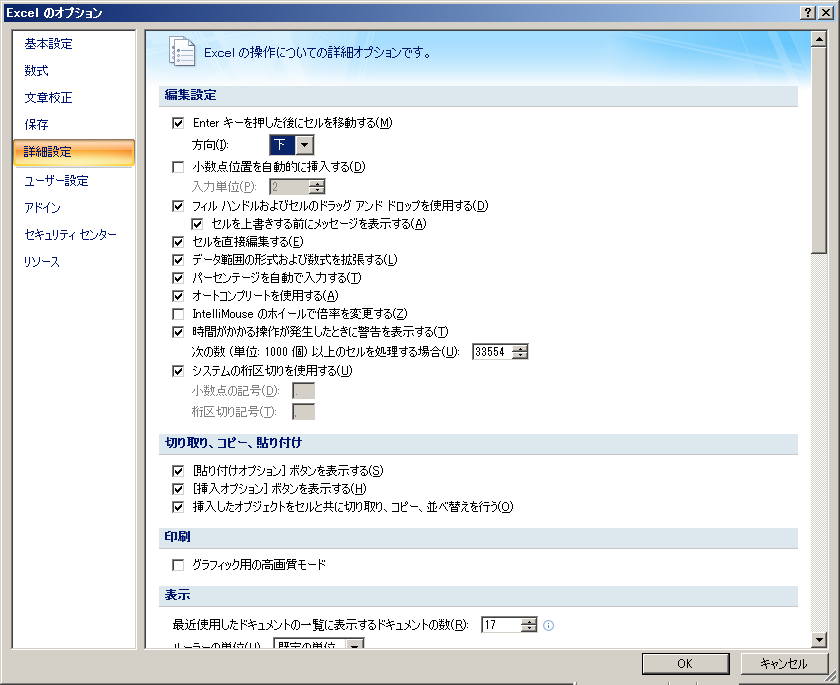 Excel のオプション
基本設定
数式
文章校正
保存
詳細設定
ユーザー設定
アドイン
セキュリティ センター
リソース
Excel の操作についての詳細オプションです。
編集設定
Enter キーを押した後にセルを移動する(M)
方向(I): 下
小数点位置を自動的に挿入する(D)
入力単位(P): 2
フィル ハンドルおよびセルのドラッグ アンド ドロップを使用する(D)
セルを上書きする前にメッセージを表示する(A)
セルを直接編集する(E)
データ範囲の形式および数式を拡張する(L)
パーセンテージを自動で入力する(T)
オートコンプリートを使用する(A)
IntelliMouse のホイールで倍率を変更する(Z)
時間がかかる操作が発生したときに警告を表示する(T)
次の数 (単位: 1000 個) 以上のセルを処理する場合(U): 33554
システムの桁区切りを使用する(U)
小数点の記号(D): .
桁区切り記号(T): ,
切り取り、コピー、貼り付け
[貼り付けオプション] ボタンを表示する(S)
[挿入オプション] ボタンを表示する(H)
挿入したオブジェクトをセルと共に切り取り、コピー、並べ替えを行う(O)
印刷
グラフィック用の高画質モード
表示
最近使用したドキュメントの一覧に表示するドキュメントの数(R): 17
ルーラーの単位(U) 既定の単位
OK
キャンセル